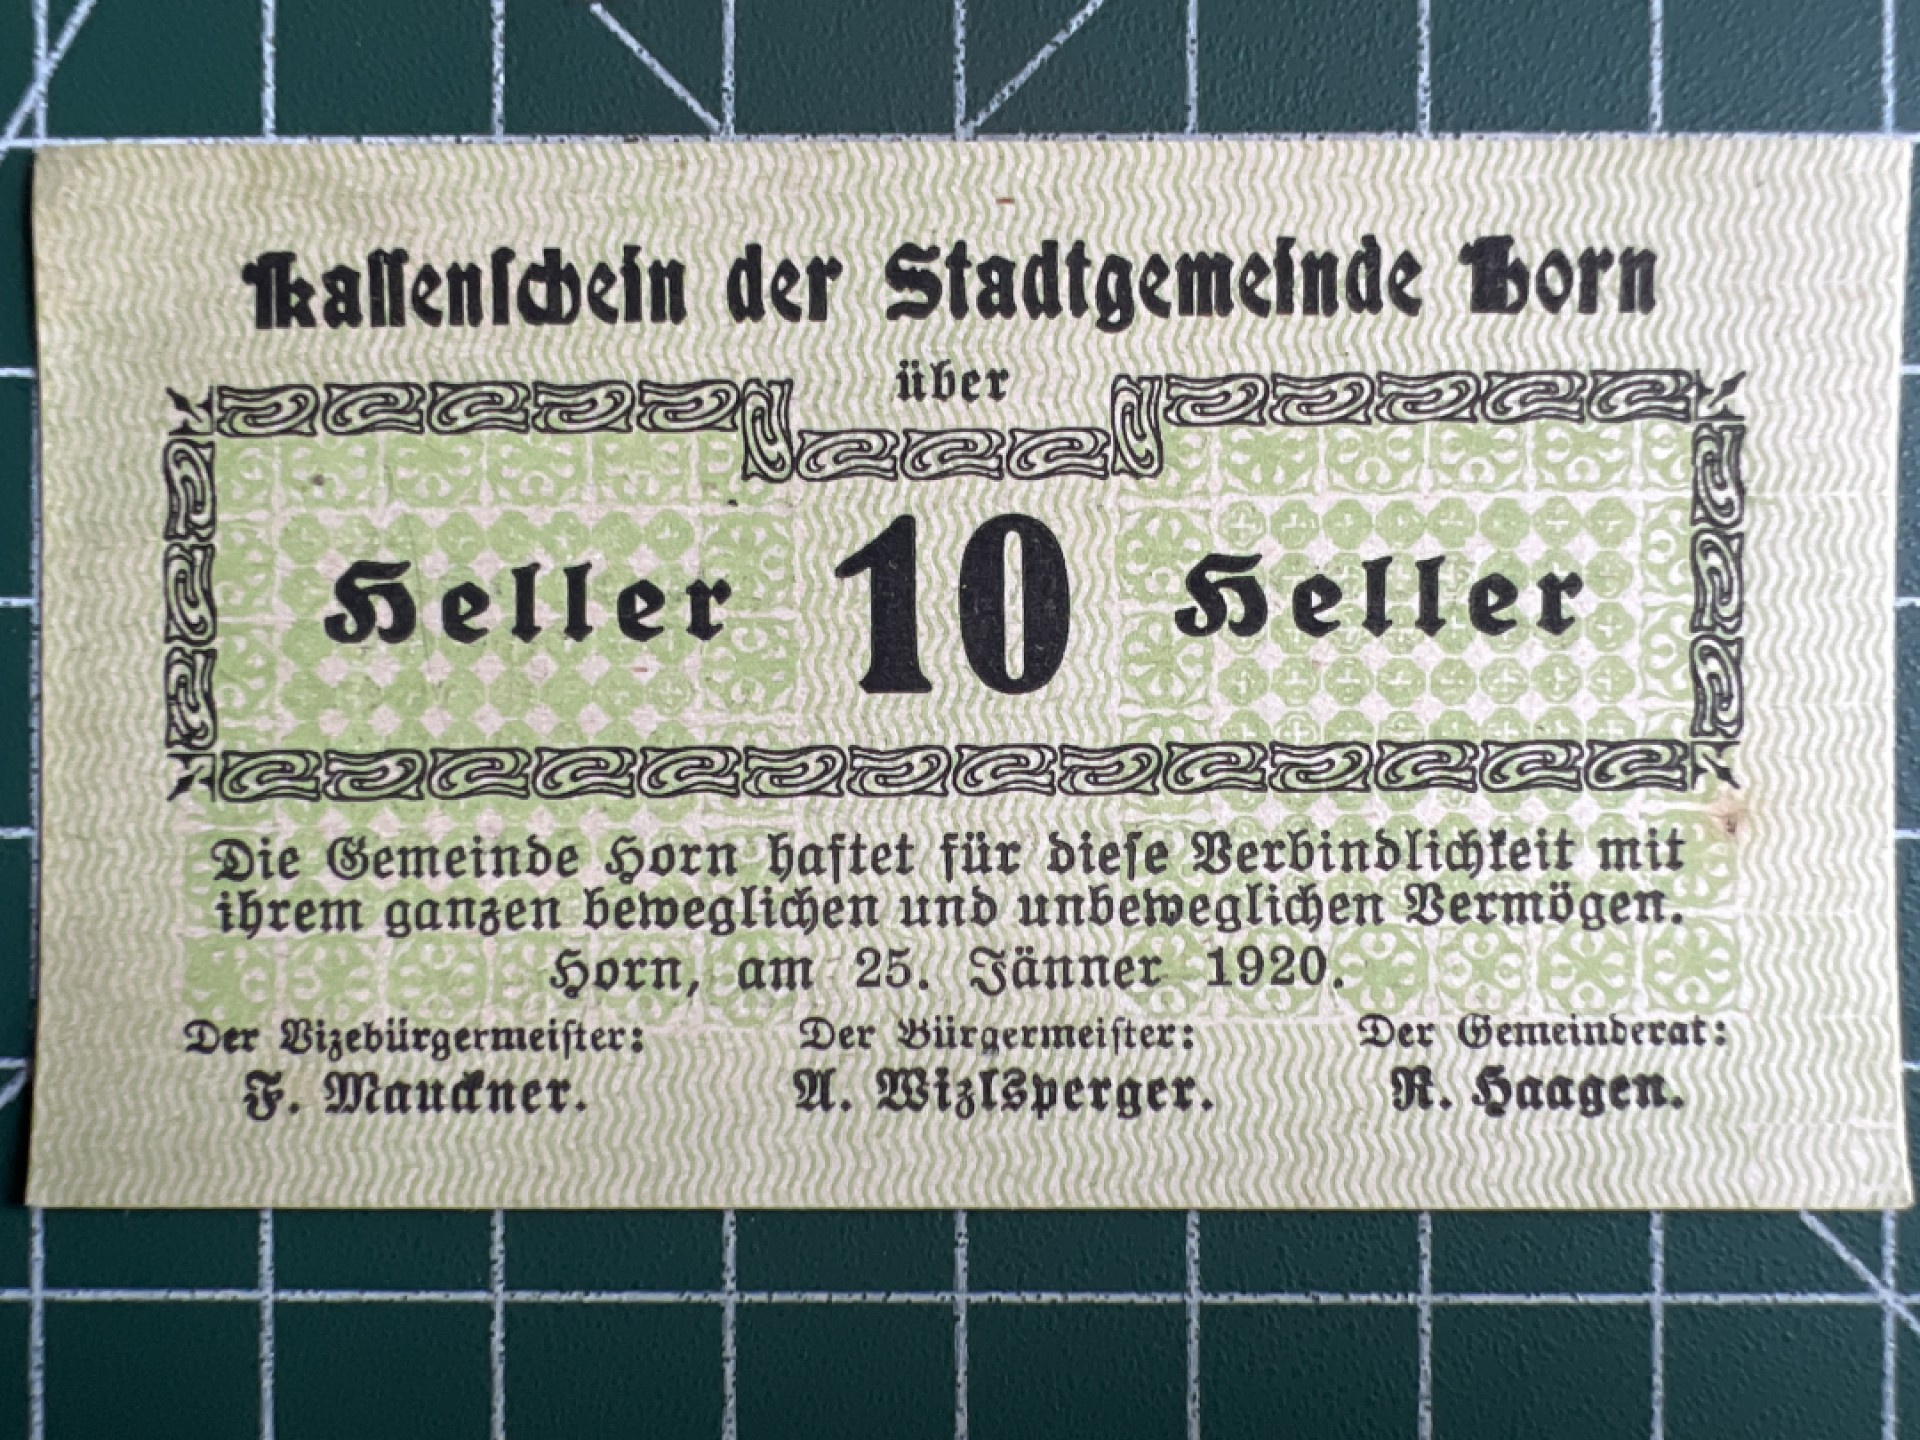 Kassenschein der Stadtgemeinde Horn
über
Heller 10 Heller
Die Gemeinde Horn haftet für diese Verbindlichkeit mit
ihrem ganzen beweglichen und unbeweglichen Vermögen.
Horn, am 25. Jänner 1920.
Der Vizebürgermeister: Der Bürgermeister: Der Gemeinderat:
F. Mauckner. A. Wizlsperger. R. Haagen.